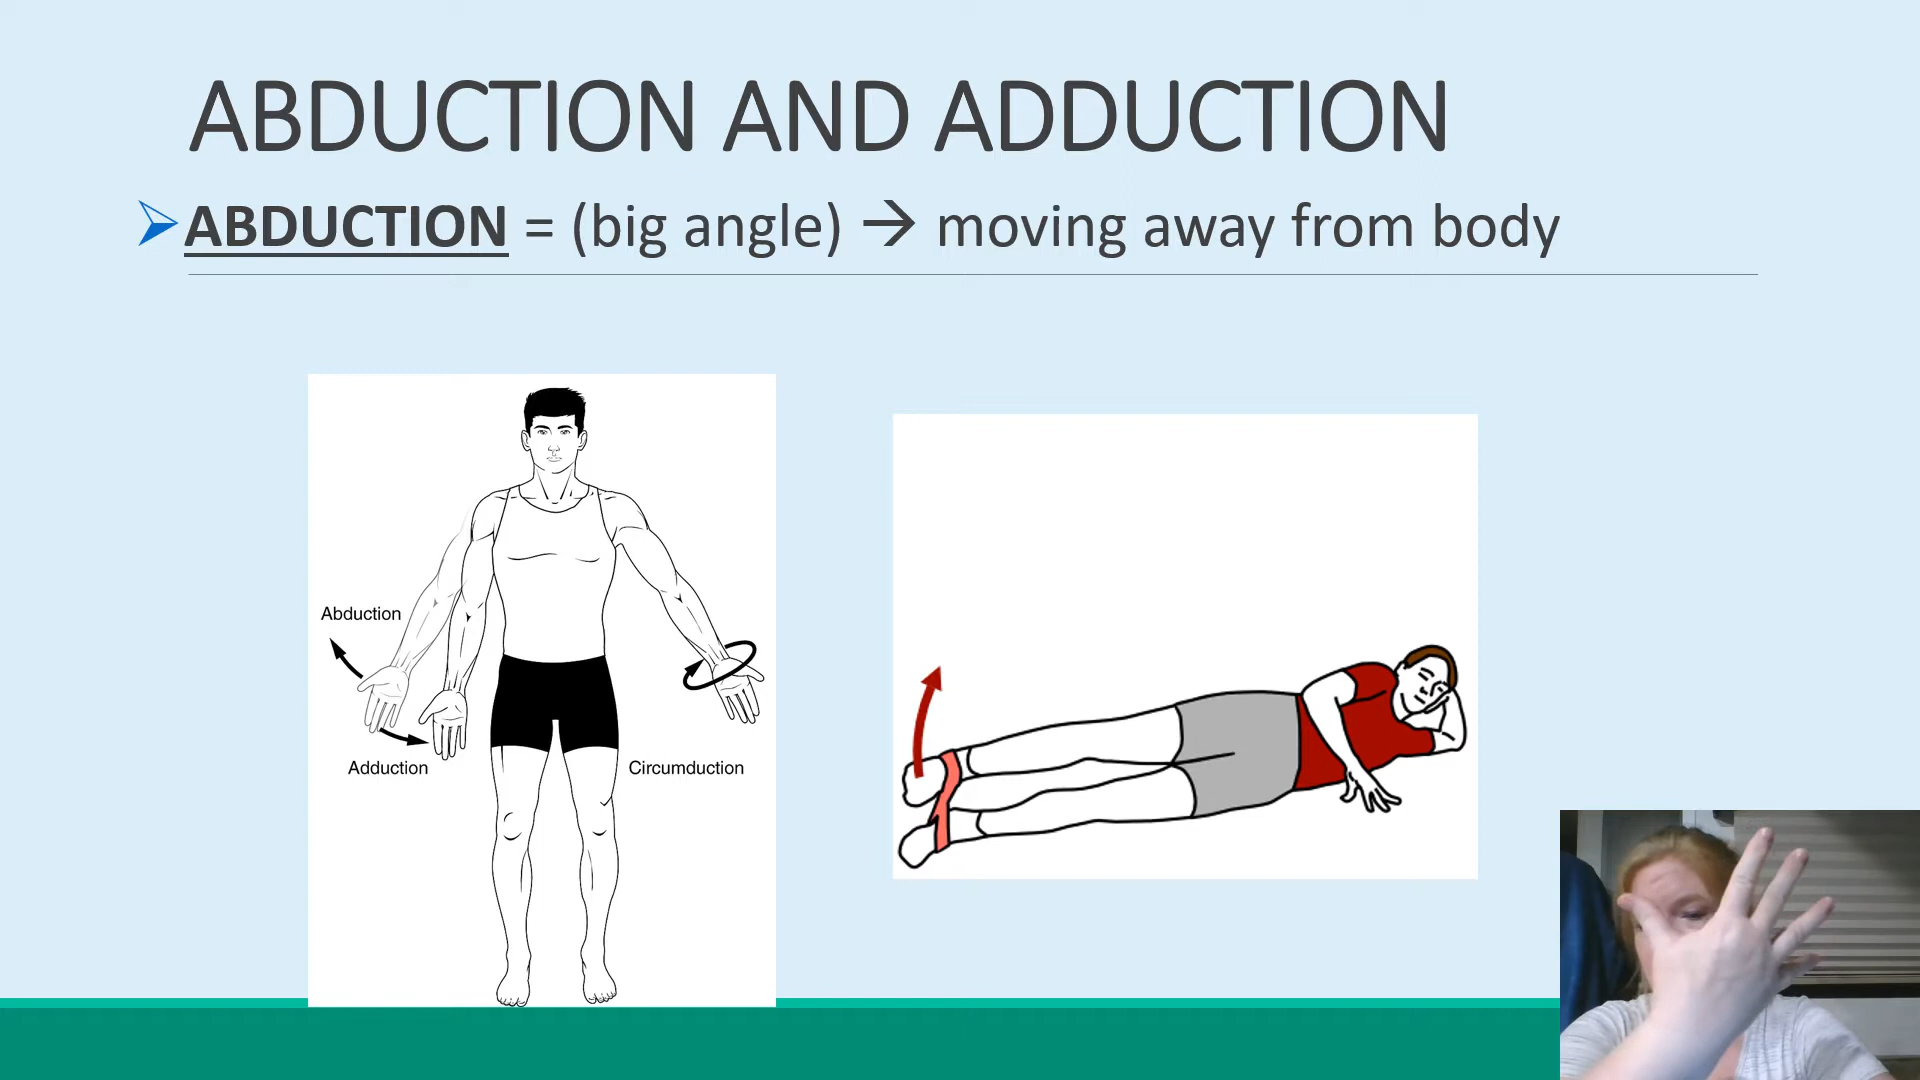 ABDUCTION AND ADDUCTION
ABDUCTION = (big angle) → moving away from body
Abduction
Adduction
Circumduction